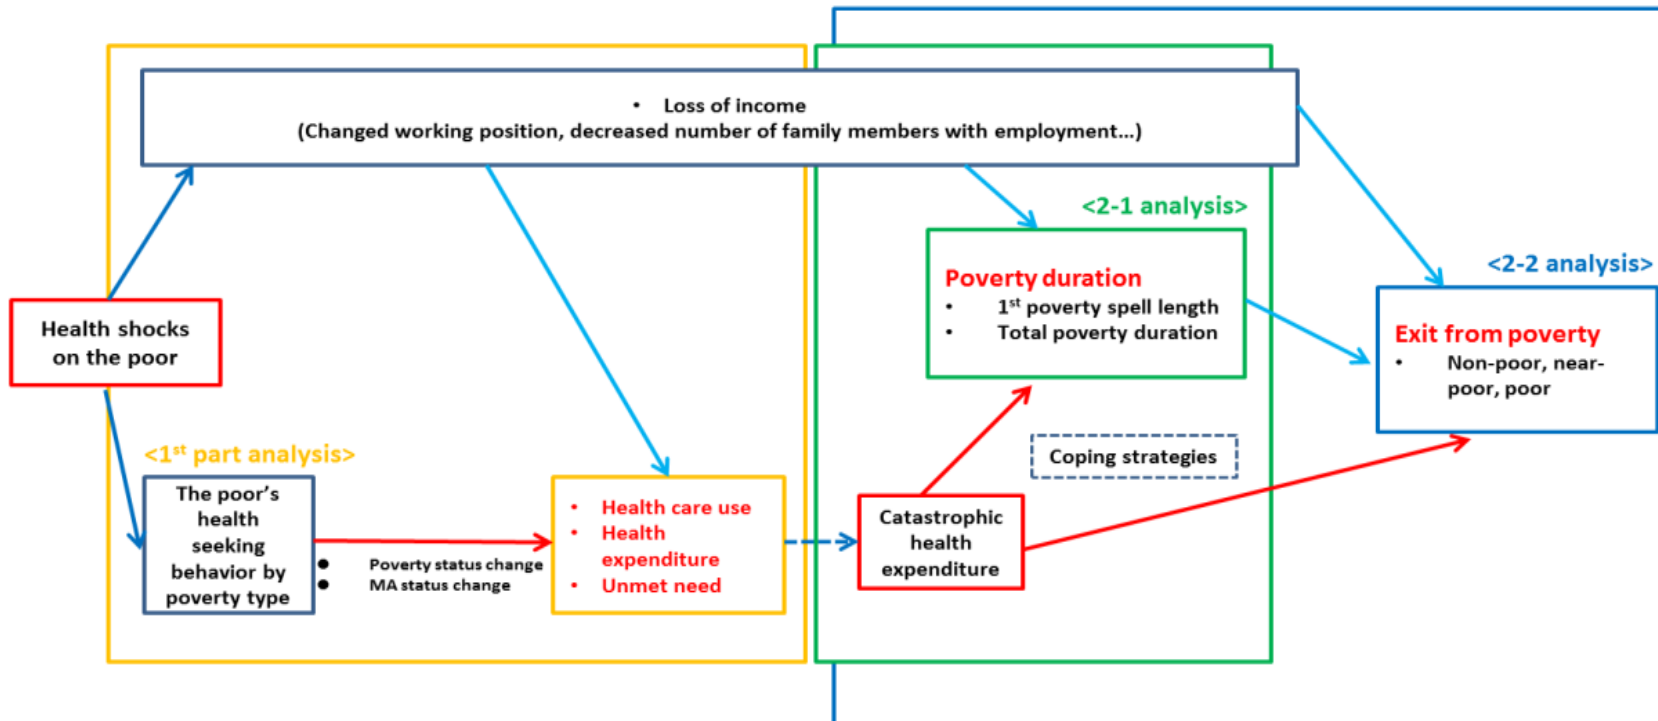 • Loss of income
(Changed working position, decreased number of family members with employment...)
<2-1 analysis>
Poverty duration
• 1st poverty spell length
• Total poverty duration
<2-2 analysis>
Exit from poverty
• Non-poor, near-
poor, poor
Health shocks
on the poor
<1st part analysis>
The poor's
health
seeking
behavior by
poverty type
● Poverty status change
● MA status change
• Health care use
• Health
expenditure
• Unmet need
Coping strategies
Catastrophic
health
expenditure